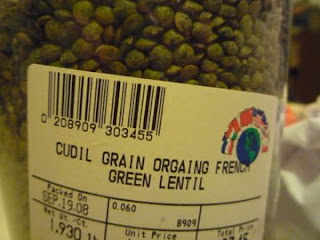 0 208909 303455
CUDIL GRAIN ORGAING FRENCH
GREEN LENTIL
Packed On
SEP.19.08
0.060
8909
Net Wt./Ct.
Unit Price
Total Price
1.930 lb